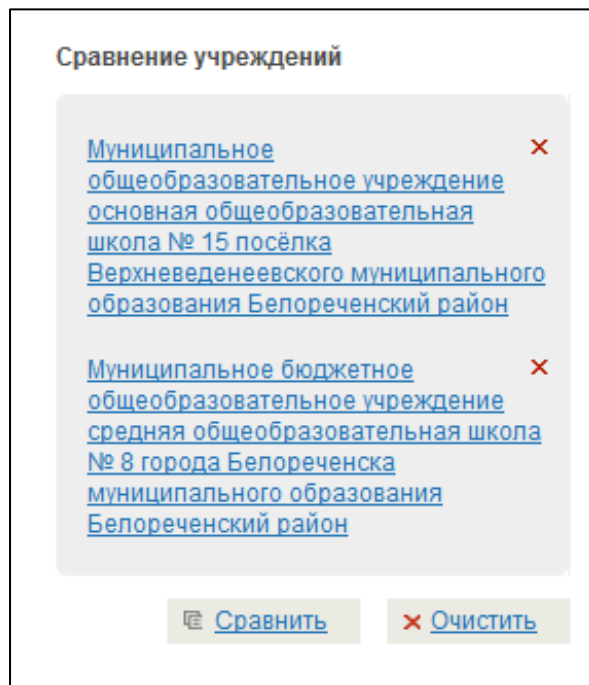 Сравнение учреждений
Муниципальное
общеобразовательное учреждение
основная общеобразовательная
школа № 15 посёлка
Верхневеденеевского муниципального
образования Белореченский район
Муниципальное бюджетное
общеобразовательное учреждение
средняя общеобразовательная школа
№ 8 города Белореченска
муниципального образования
Белореченский район
Сравнить
Очистить